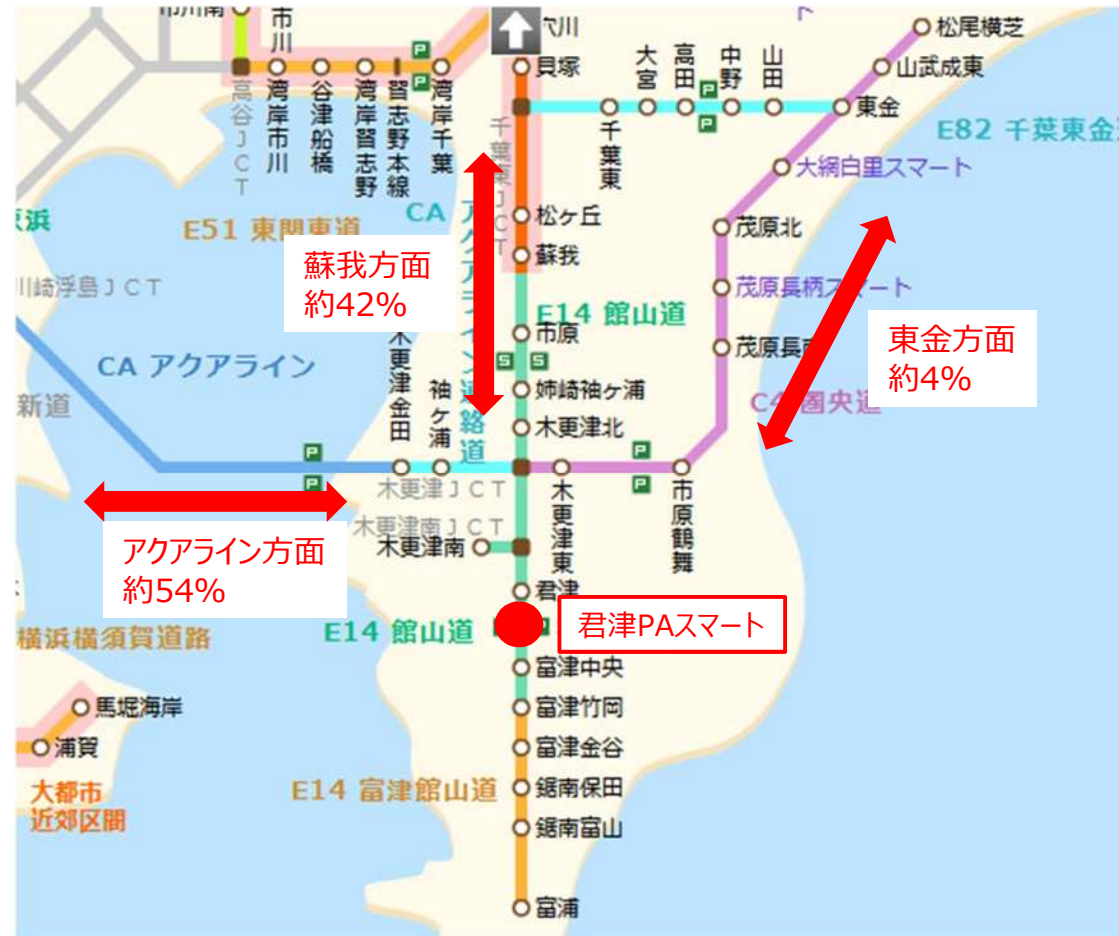 市川
穴川
貝塚
大宮
高田
中野
山田
松尾横芝
山武成東
東金
E82 千葉東金
高谷JCT
湾岸市川
谷津船橋
湾岸習志野
習志野本線
湾岸千葉
千葉東JCT
千葉東
大網白里スマート
E51 東関東道
CA アクアライン連絡道
松ヶ丘
蘇我
茂原北
川崎浮島JCT
蘇我方面
約42%
E14 館山道
茂原長柄スマート
東金方面
約4%
市原
茂原長南
CA アクアライン
新道
木更津金田
袖ヶ浦
姉崎袖ヶ浦
木更津北
圏央道
P
木更津JCT
木更津東
市原鶴舞
木更津南JCT
木更津南
アクアライン方面
約54%
君津
君津PAスマート
E14 館山道
横浜横須賀道路
富津中央
馬堀海岸
富津竹岡
浦賀
富津金谷
大都市
近郊区間
E14 富津館山道
鋸南保田
鋸南富山
富浦